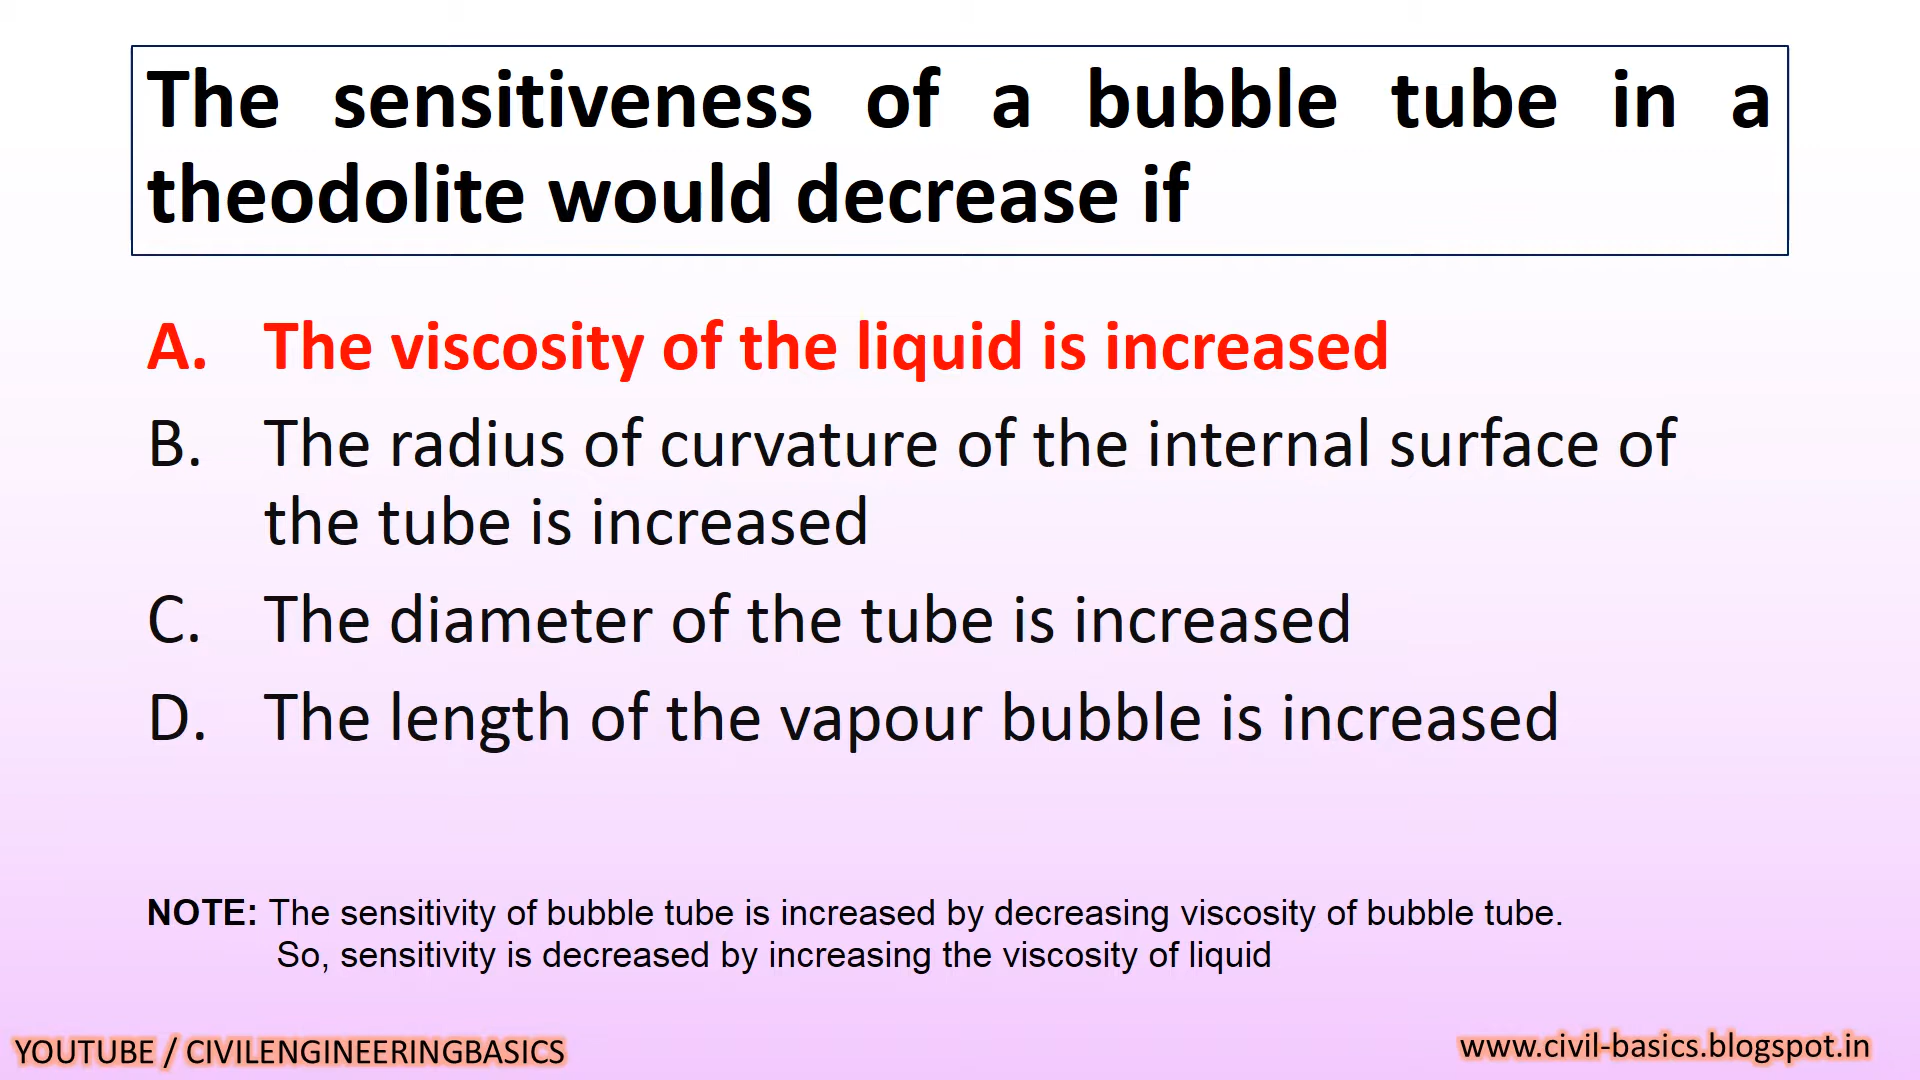 The sensitiveness of a bubble tube in a
theodolite would decrease if
A. The viscosity of the liquid is increased
B. The radius of curvature of the internal surface of
the tube is increased
C. The diameter of the tube is increased
D. The length of the vapour bubble is increased
NOTE: The sensitivity of bubble tube is increased by decreasing viscosity of bubble tube.
So, sensitivity is decreased by increasing the viscosity of liquid
YOUTUBE / CIVILENGINEERINGBASICS
www.civil-basics.blogspot.in